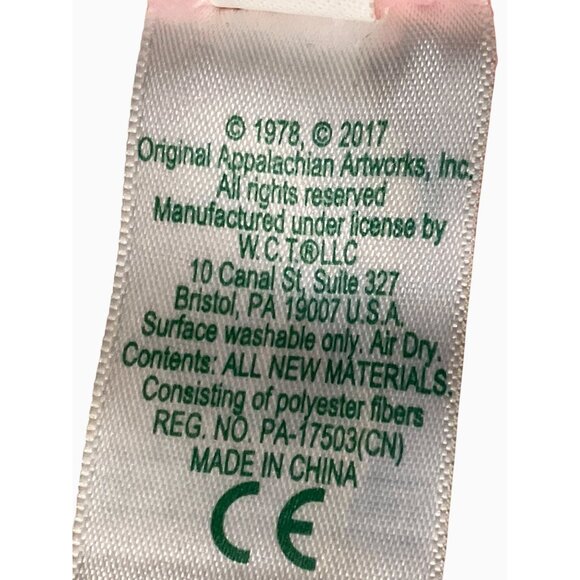 © 1978, © 2017
Original Appalachian Artworks, Inc.
All rights reserved
Manufactured under license by
W.C.T.®LLC
10 Canal St, Suite 327
Bristol, PA 19007 U.S.A.
Surface washable only. Air Dry.
Contents: ALL NEW MATERIALS.
Consisting of polyester fibers
REG. NO. PA-17503(CN)
MADE IN CHINA
CE